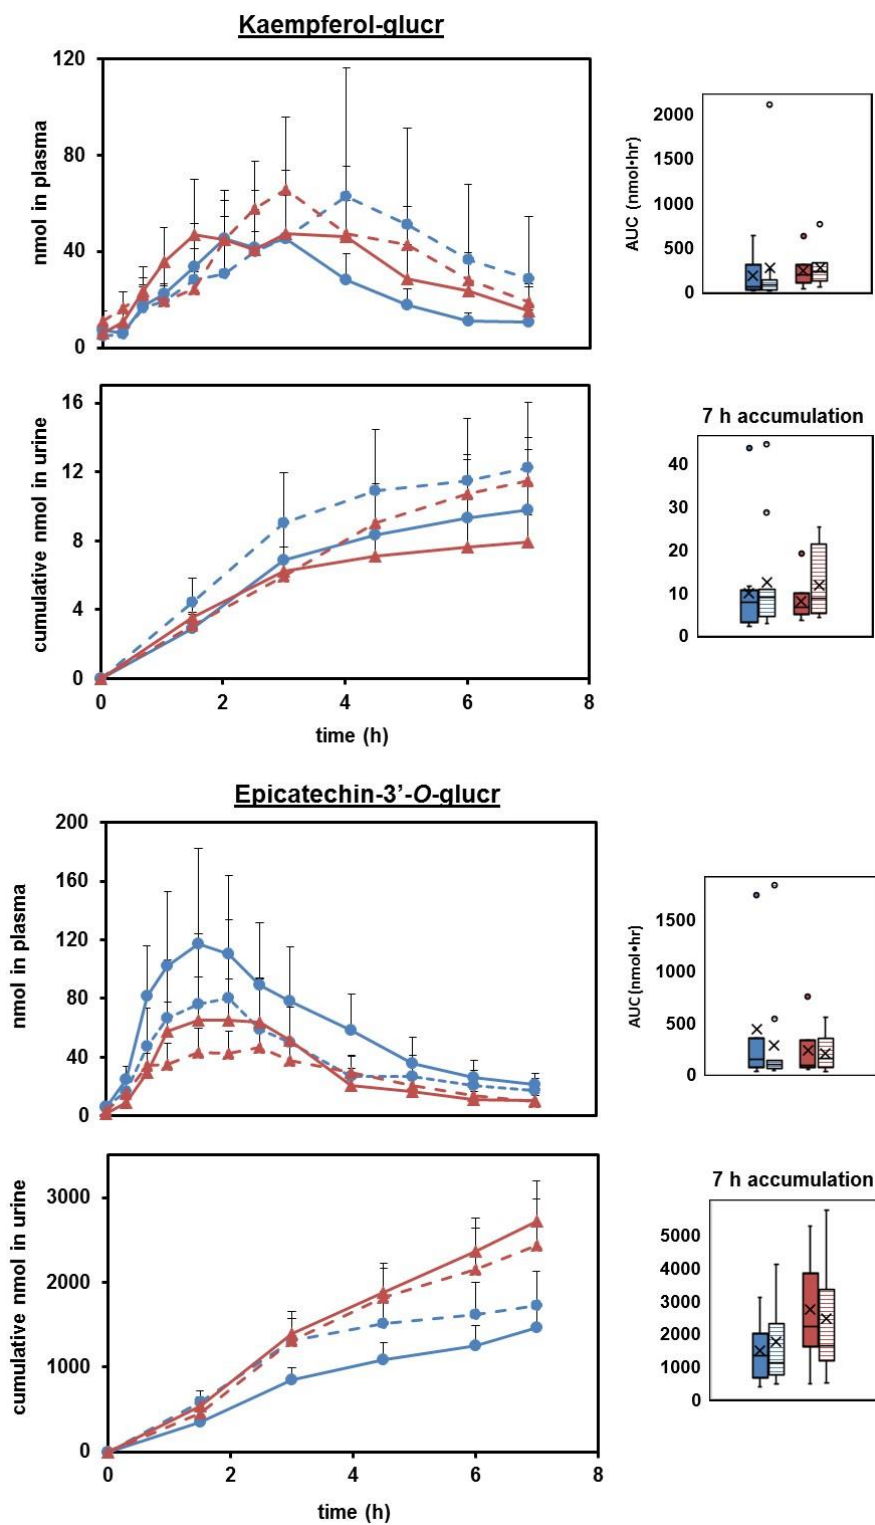 Kaempferol-glucr
nmol in plasma
120
80
40
0
AUC (nmol•hr)
2000
1500
1000
500
0
cumulative nmol in urine
16
12
8
4
0
0 2 4 6 8
time (h)
7 h accumulation
40
30
20
10
0
Epicatechin-3’-O-glucr
nmol in plasma
200
160
120
80
40
0
AUC (nmol•hr)
1500
1000
500
0
cumulative nmol in urine
3000
2000
1000
0
0 2 4 6 8
time (h)
7 h accumulation
5000
4000
3000
2000
1000
0